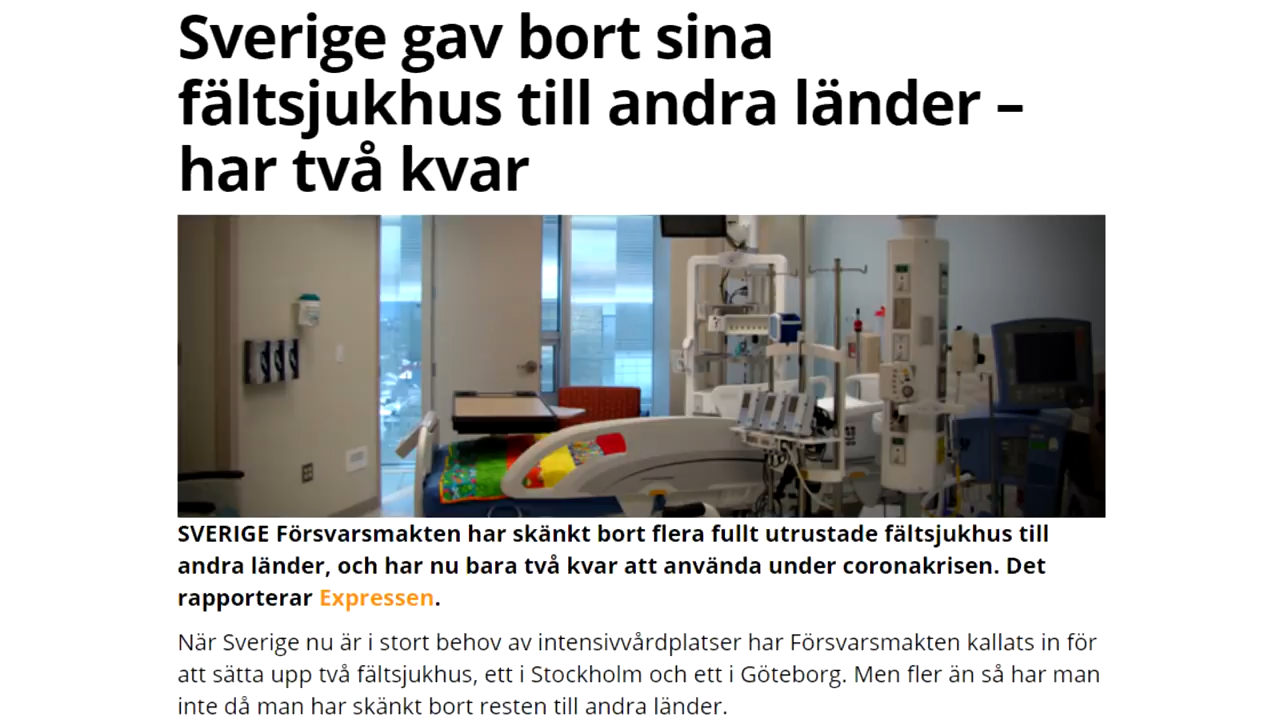 Sverige gav bort sina
fältsjukhus till andra länder –
har två kvar
SVERIGE Försvarsmakten har skänkt bort flera fullt utrustade fältsjukhus till
andra länder, och har nu bara två kvar att använda under coronakrisen. Det
rapporterar Expressen.
När Sverige nu är i stort behov av intensivvårdplatser har Försvarsmakten kallats in för
att sätta upp två fältsjukhus, ett i Stockholm och ett i Göteborg. Men fler än så har man
inte då man har skänkt bort resten till andra länder.